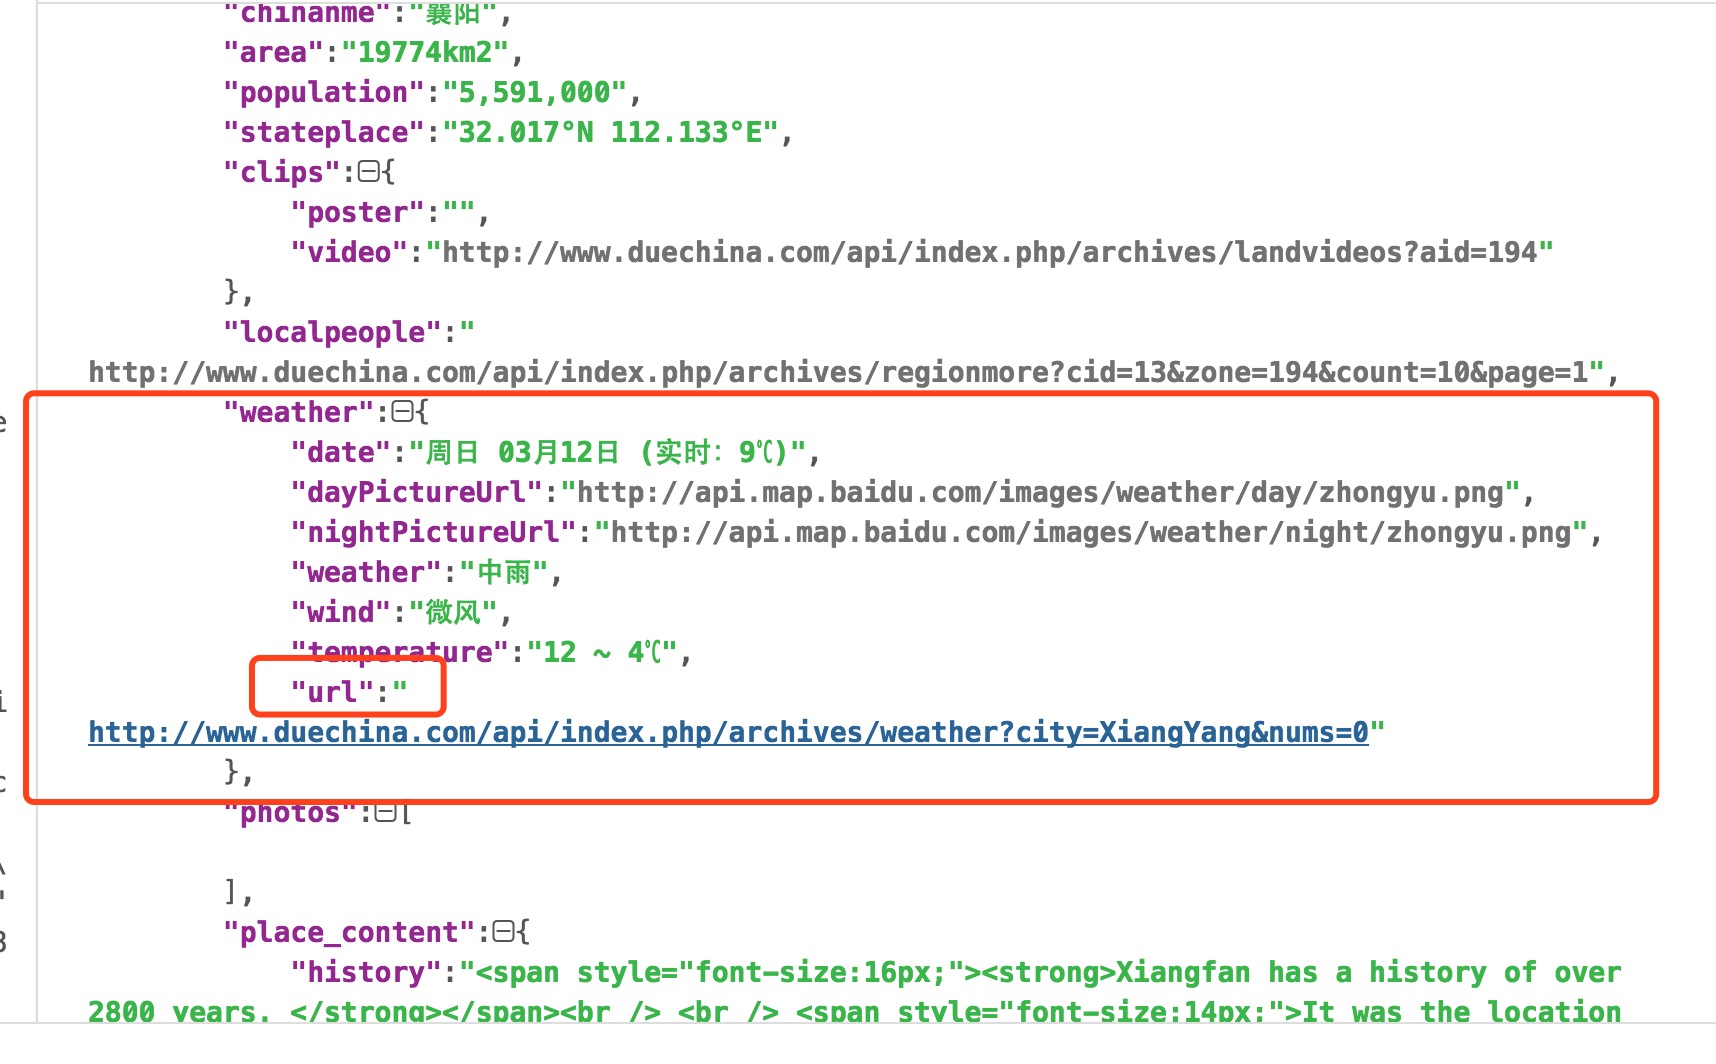 "chinanme":"襄阳",
"area":"19774km2",
"population":"5,591,000",
"stateplace":"32.017°N 112.133°E",
"clips":{
"poster":"",
"video":"http://www.duechina.com/api/index.php/archives/landvideos?aid=194"
},
"localpeople":"
http://www.duechina.com/api/index.php/archives/regionmore?cid=13&zone=194&count=10&page=1",
"weather":{
"date":"周日 03月12日 (实时：9℃)",
"dayPictureUrl":"http://api.map.baidu.com/images/weather/day/zhongyu.png",
"nightPictureUrl":"http://api.map.baidu.com/images/weather/night/zhongyu.png",
"weather":"中雨",
"wind":"微风",
"temperature":"12 ~ 4℃",
"url":"
http://www.duechina.com/api/index.php/archives/weather?city=XiangYang&nums=0"
},
"photos":[
],
"place_content":{
"history":"<span style="font-size:16px;"><strong>Xiangfan has a history of over
2800 years. </strong></span><br /> <br /> <span style="font-size:14px;">It was the location